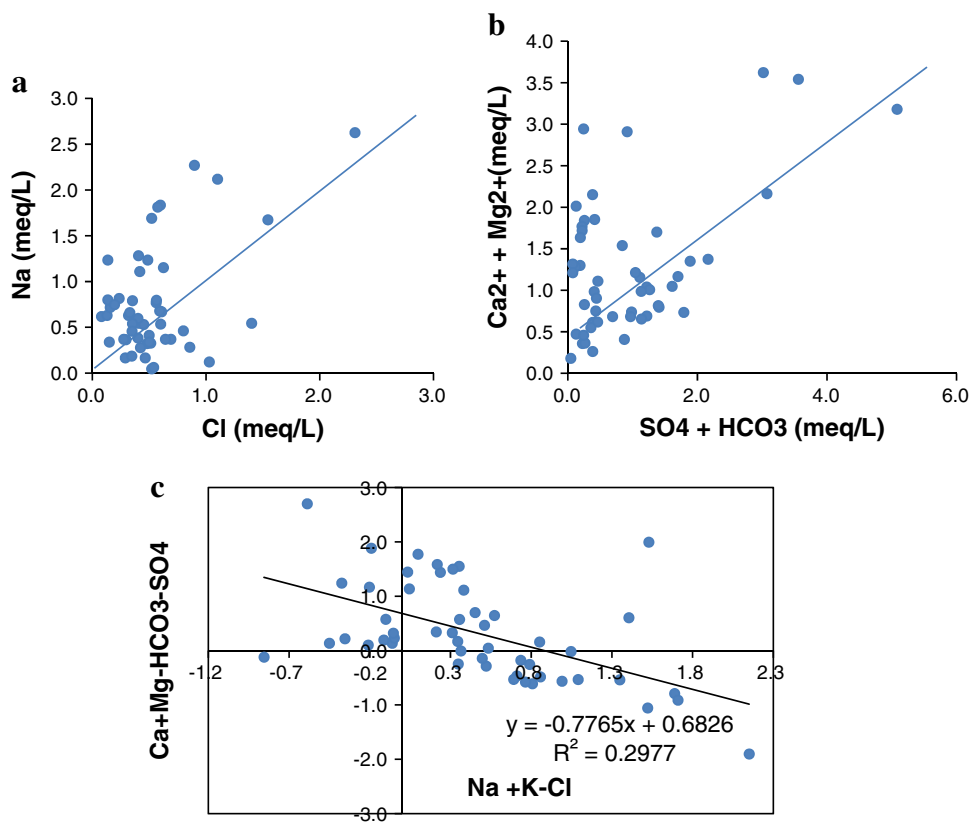 a
3.0
2.5
2.0
1.5
1.0
0.5
0.0
Na (meq/L)
0.0 1.0 2.0 3.0
Cl (meq/L)
b
4.0
3.5
3.0
2.5
2.0
1.5
1.0
0.5
0.0
Ca2+ + Mg2+(meq/L)
0.0 2.0 4.0 6.0
SO4 + HCO3 (meq/L)
c
3.0
2.0
1.0
0.0
-1.0
-2.0
-3.0
Ca+Mg-HCO3-SO4
-1.2 -0.7 -0.2 0.3 0.8 1.3 1.8 2.3
y = -0.7765x + 0.6826
R² = 0.2977
Na +K-Cl